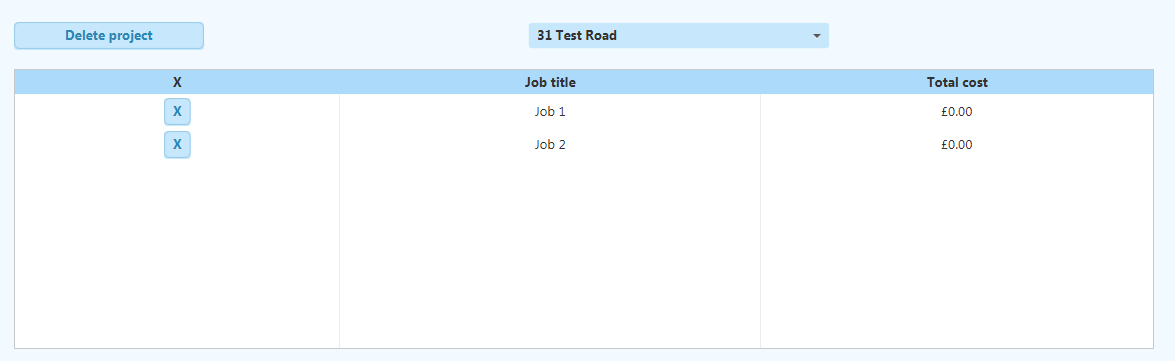 Delete project 31 Test Road
X Job title Total cost
X Job 1 £0.00
X Job 2 £0.00